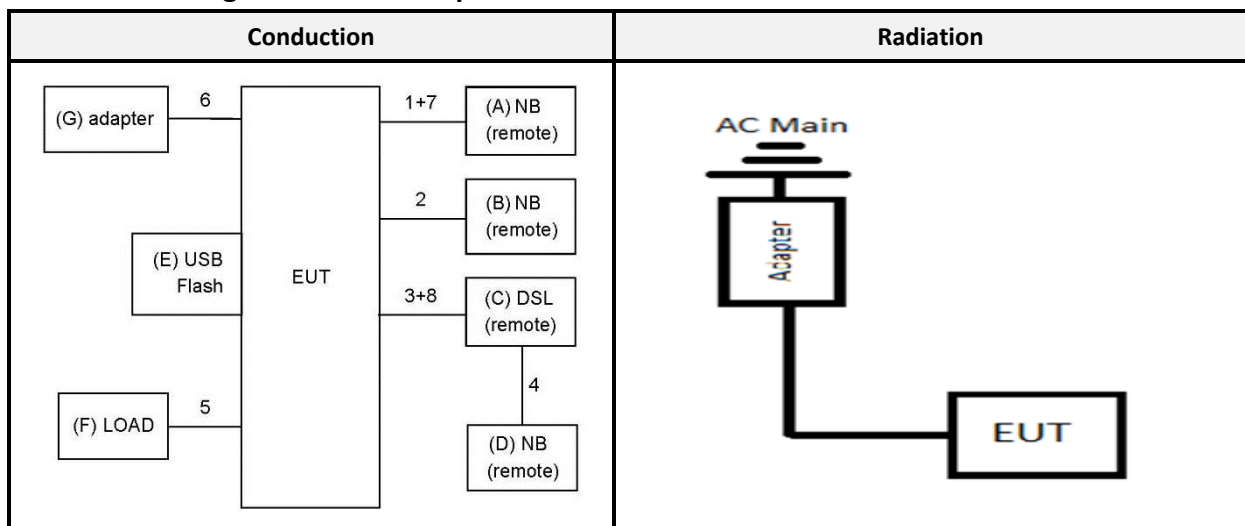 Conduction
Radiation
(G) adapter
6
EUT
1+7
(A) NB
(remote)
2
(B) NB
(remote)
(E) USB
Flash
3+8
(C) DSL
(remote)
4
(F) LOAD
5
(D) NB
(remote)
AC Main
Adapter
EUT